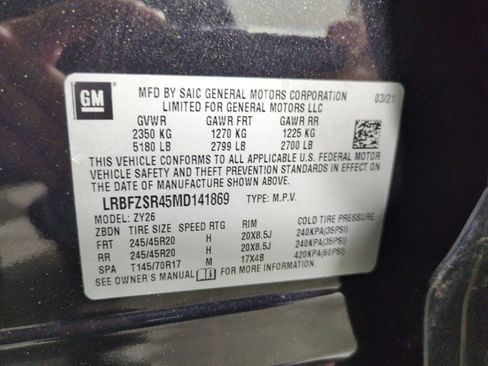 GM
MFD BY SAIC GENERAL MOTORS CORPORATION 03/21
LIMITED FOR GENERAL MOTORS LLC
GVWR GAWR FRT GAWR RR
2350 KG 1270 KG 1225 KG
5180 LB 2799 LB 2700 LB
THIS VEHICLE CONFORMS TO ALL APPLICABLE U.S. FEDERAL MOTOR
VEHICLE SAFETY AND THEFT PREVENTION STANDARDS IN EFFECT
ON THE DATE OF MANUFACTURE SHOWN ABOVE.
LRBFZSR45MD141869 TYPE: M.P.V.
MODEL: ZY26
ZBDN TIRE SIZE SPEED RTG RIM COLD TIRE PRESSURE
FRT 245/45R20 H 20X8.5J 240KPA(35PSI)
RR 245/45R20 H 20X8.5J 240KPA(35PSI)
SPA T145/70R17 M 17X4B 420KPA(60PSI)
SEE OWNER'S MANUAL FOR MORE INFORMATION.